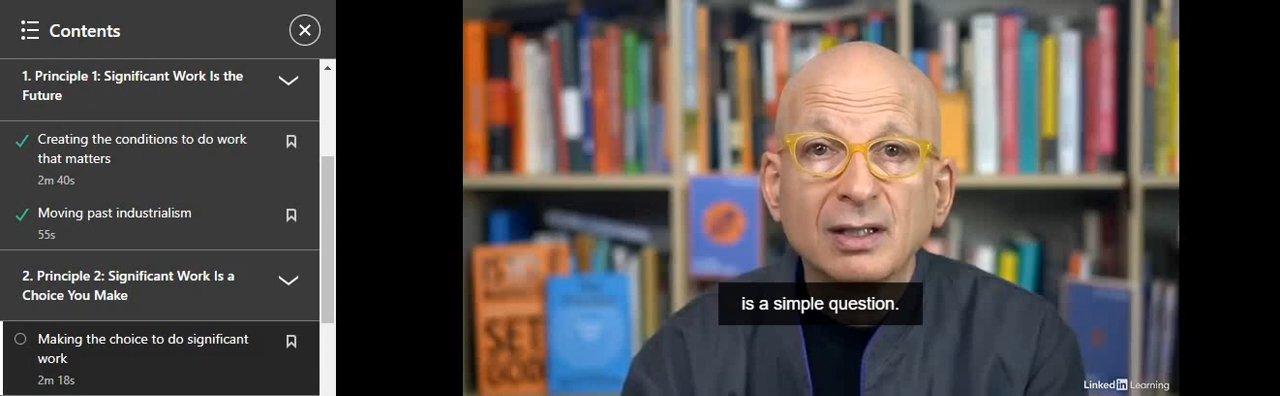 Contents
1. Principle 1: Significant Work Is the
Future
Creating the conditions to do work
that matters
2m 40s
Moving past industrialism
55s
2. Principle 2: Significant Work Is a
Choice You Make
Making the choice to do significant
work
2m 18s
is a simple question.
SET
LinkedIn Learning